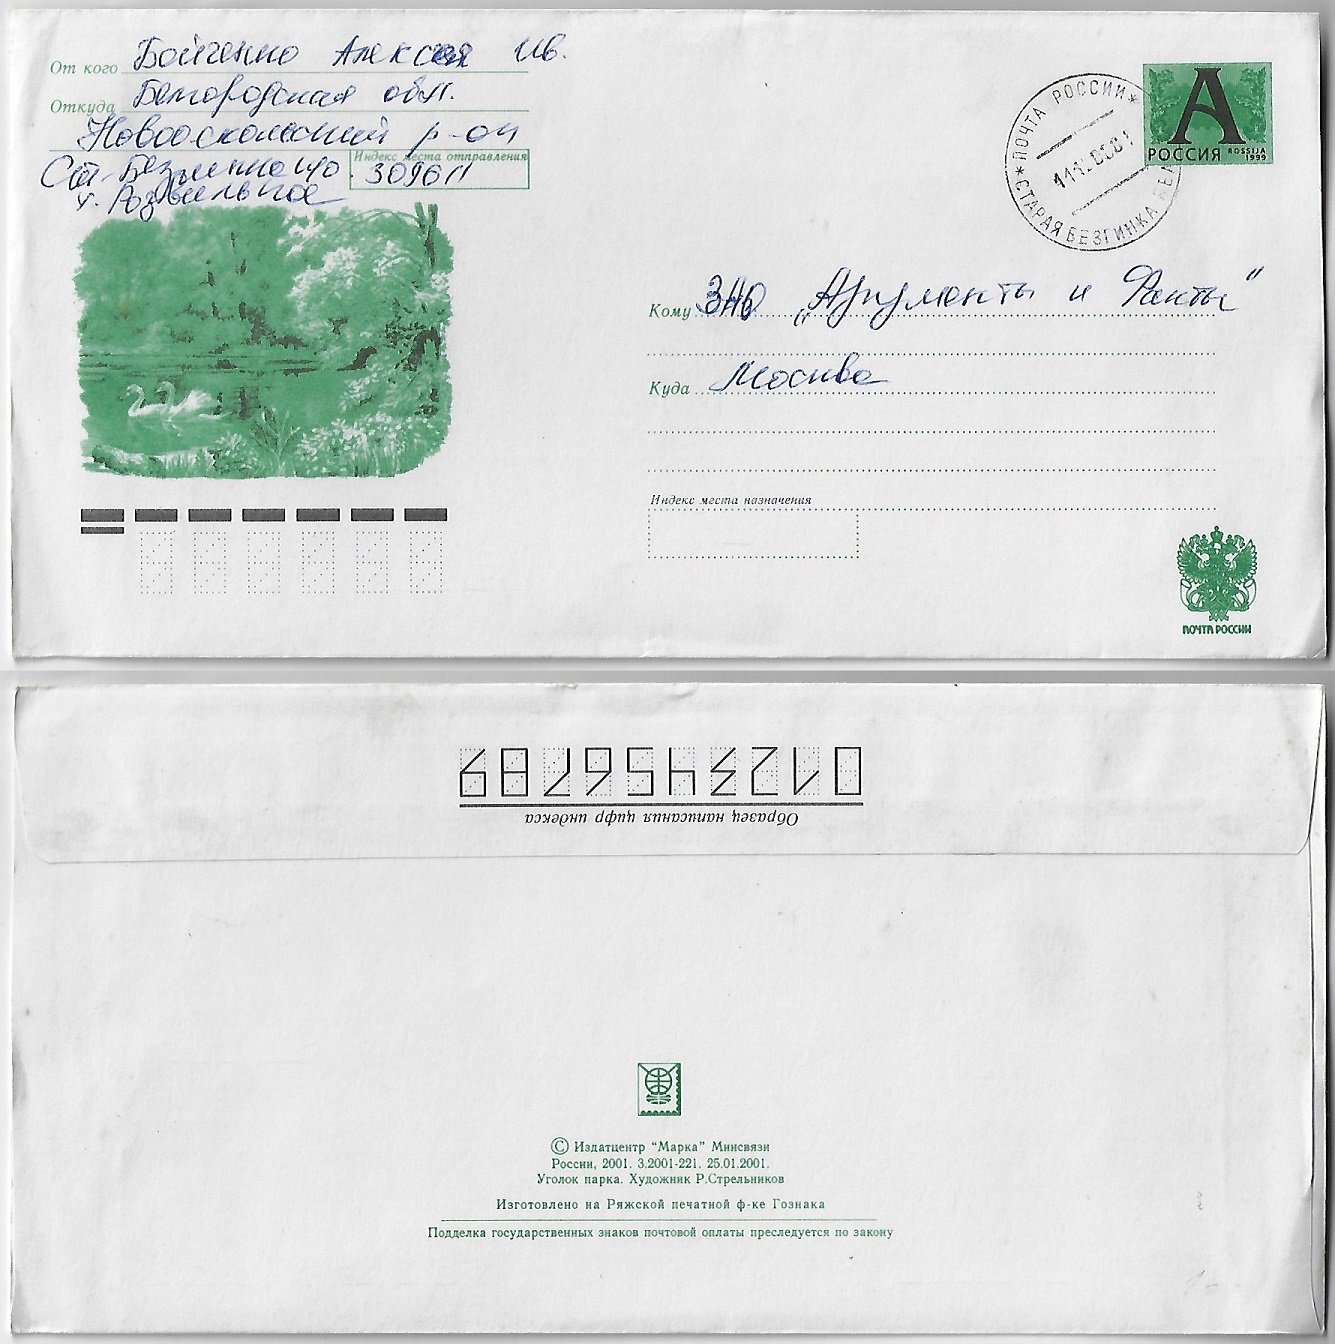 От кого Бойченко Алексея Ив.
Откуда Белгородская обл.
Новооскольский р-он
Индекс места отправления
309611
ПОЧТА РОССИИ
СТАРАЯ БЕЗГИНКА БЕЛ
А
РОССИЯ ROSSIJA
1999
Кому ЗАО „Аргументы и Факты"
Куда Москва
Индекс места назначения
ПОЧТА РОССИИ
0123456789
Образец написания цифр индекса
© Издатцентр "Марка" Минсвязи
России, 2001. 3.2001-221. 25.01.2001.
Уголок парка. Художник Р.Стрельников
Изготовлено на Ряжской печатной ф-ке Гознака
Подделка государственных знаков почтовой оплаты преследуется по закону